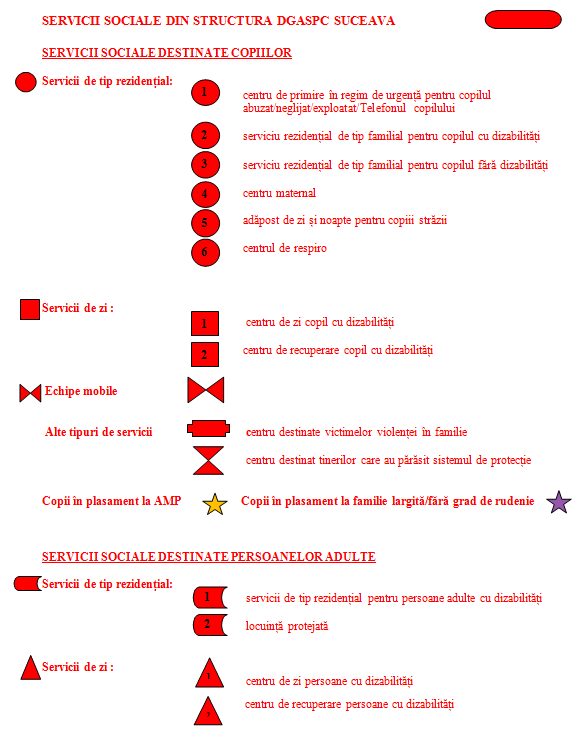 SERVICII SOCIALE DIN STRUCTURA DGASPC SUCEAVA
SERVICII SOCIALE DESTINATE COPIILOR
Servicii de tip rezidențial:
1 centru de primire în regim de urgență pentru copilul
abuzat/neglijat/exploatat/Telefonul copilului
2 serviciu rezidențial de tip familial pentru copilul cu dizabilități
3 serviciu rezidențial de tip familial pentru copilul fără dizabilități
4 centru maternal
5 adăpost de zi și noapte pentru copiii străzii
6 centrul de respiro
Servicii de zi :
1 centru de zi copil cu dizabilități
2 centru de recuperare copil cu dizabilități
Echipe mobile
Alte tipuri de servicii centru destinate victimelor violenței în familie
centru destinat tinerilor care au părăsit sistemul de protecție
Copii în plasament la AMP Copii în plasament la familie largită/fără grad de rudenie
SERVICII SOCIALE DESTINATE PERSOANELOR ADULTE
Servicii de tip rezidențial:
1 servicii de tip rezidențial pentru persoane adulte cu dizabilități
2 locuință protejată
Servicii de zi :
centru de zi persoane cu dizabilități
centru de recuperare persoane cu dizabilități